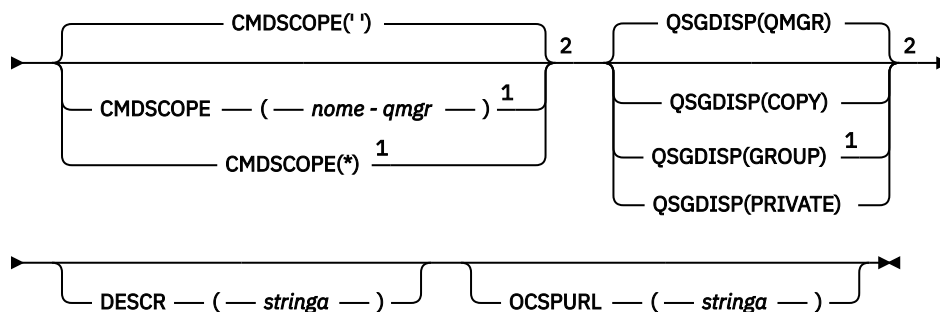 CMDSCOPE(' ')
2
CMDSCOPE ( nome - qmgr ) 1
CMDSCOPE(*) 1
QSGDISP(QMGR)
2
QSGDISP(COPY)
QSGDISP(GROUP) 1
QSGDISP(PRIVATE)
DESCR ( stringa )
OCSPURL ( stringa )